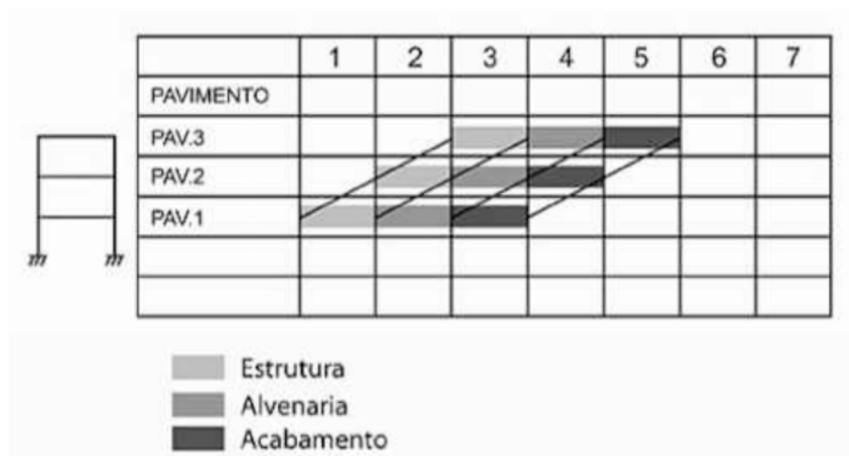 1 2 3 4 5 6 7
PAVIMENTO
PAV.3
PAV.2
PAV.1
Estrutura
Alvenaria
Acabamento